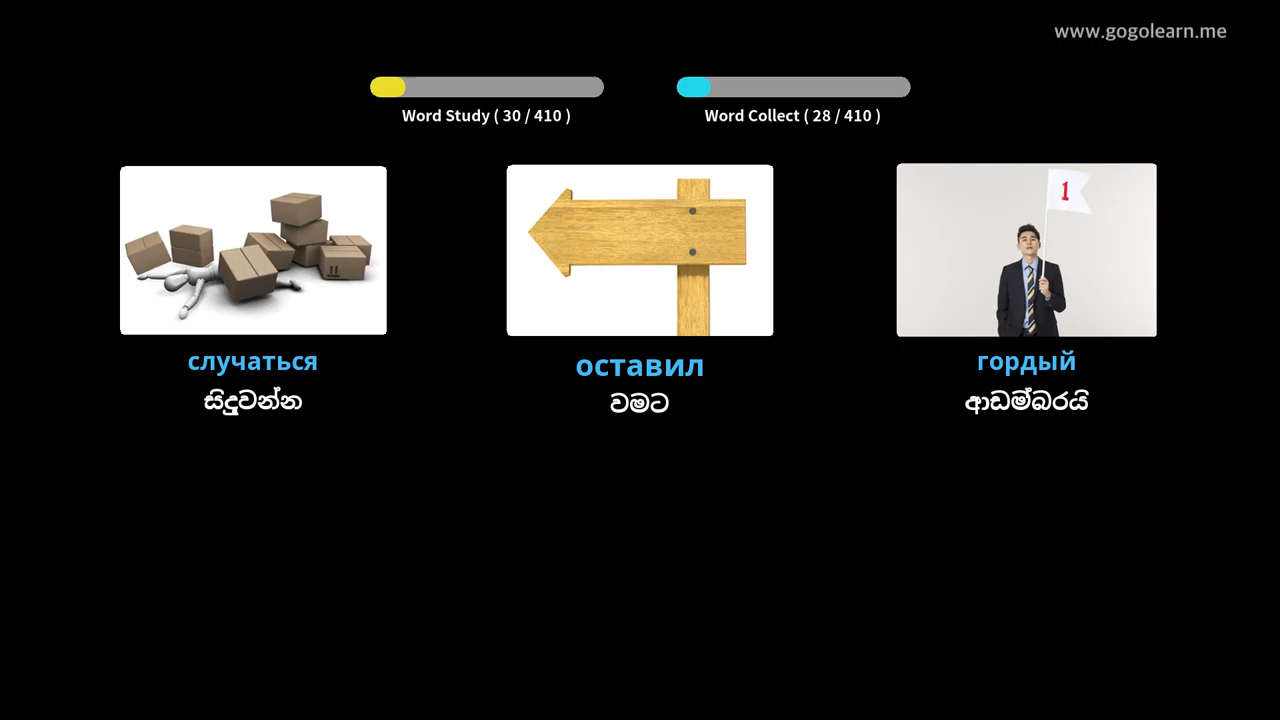 www.gogolearn.me
Word Study ( 30 / 410 )
Word Collect ( 28 / 410 )
1
случаться
оставил
гордый
සිදුවන්න
වමට
ආඩම්බරයි